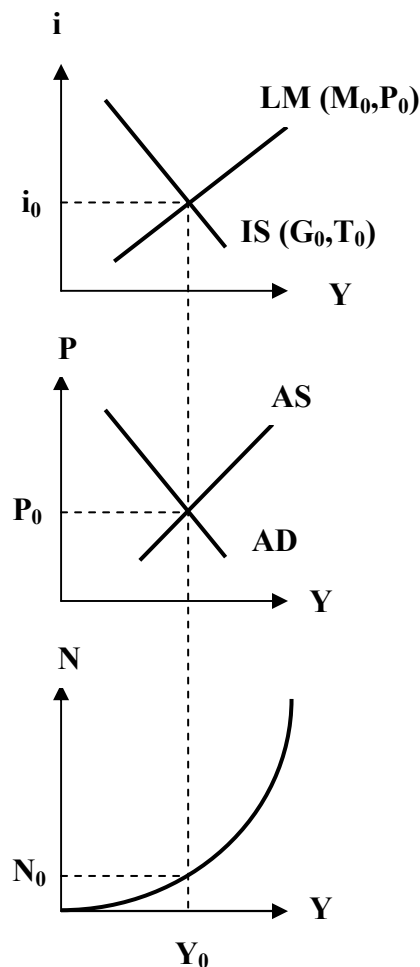 i
LM (M₀,P₀)
i₀
IS (G₀,T₀)
Y
P
AS
P₀
AD
Y
N
N₀
Y
Y₀